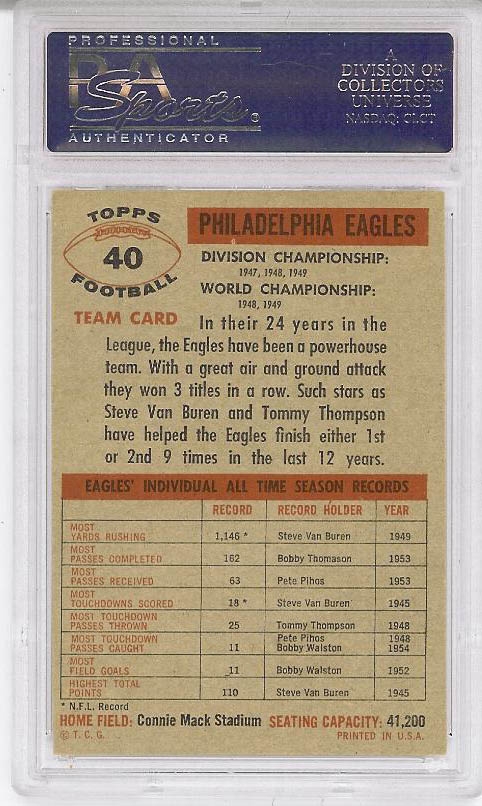 PROFESSIONAL
PSA
Sports®
AUTHENTICATOR
A
DIVISION OF
COLLECTORS
UNIVERSE
NASDAQ: CLCT
TOPPS
40
FOOTBALL
TEAM CARD
PHILADELPHIA EAGLES
DIVISION CHAMPIONSHIP:
1947, 1948, 1949
WORLD CHAMPIONSHIP:
1948, 1949
In their 24 years in the
League, the Eagles have been a powerhouse
team. With a great air and ground attack
they won 3 titles in a row. Such stars as
Steve Van Buren and Tommy Thompson
have helped the Eagles finish either 1st
or 2nd 9 times in the last 12 years.
EAGLES' INDIVIDUAL ALL TIME SEASON RECORDS
RECORD RECORD HOLDER YEAR
MOST
YARDS RUSHING 1,146 * Steve Van Buren 1949
MOST
PASSES COMPLETED 162 Bobby Thomason 1953
MOST
PASSES RECEIVED 63 Pete Pihos 1953
MOST
TOUCHDOWNS SCORED 18 * Steve Van Buren 1945
MOST TOUCHDOWN
PASSES THROWN 25 Tommy Thompson 1948
MOST TOUCHDOWN Pete Pihos 1948
PASSES CAUGHT 11 Bobby Walston 1954
MOST
FIELD GOALS 11 Bobby Walston 1952
HIGHEST TOTAL
POINTS 110 Steve Van Buren 1945
* N.F.L. Record
HOME FIELD: Connie Mack Stadium SEATING CAPACITY: 41,200
© T. C. G. PRINTED IN U.S.A.